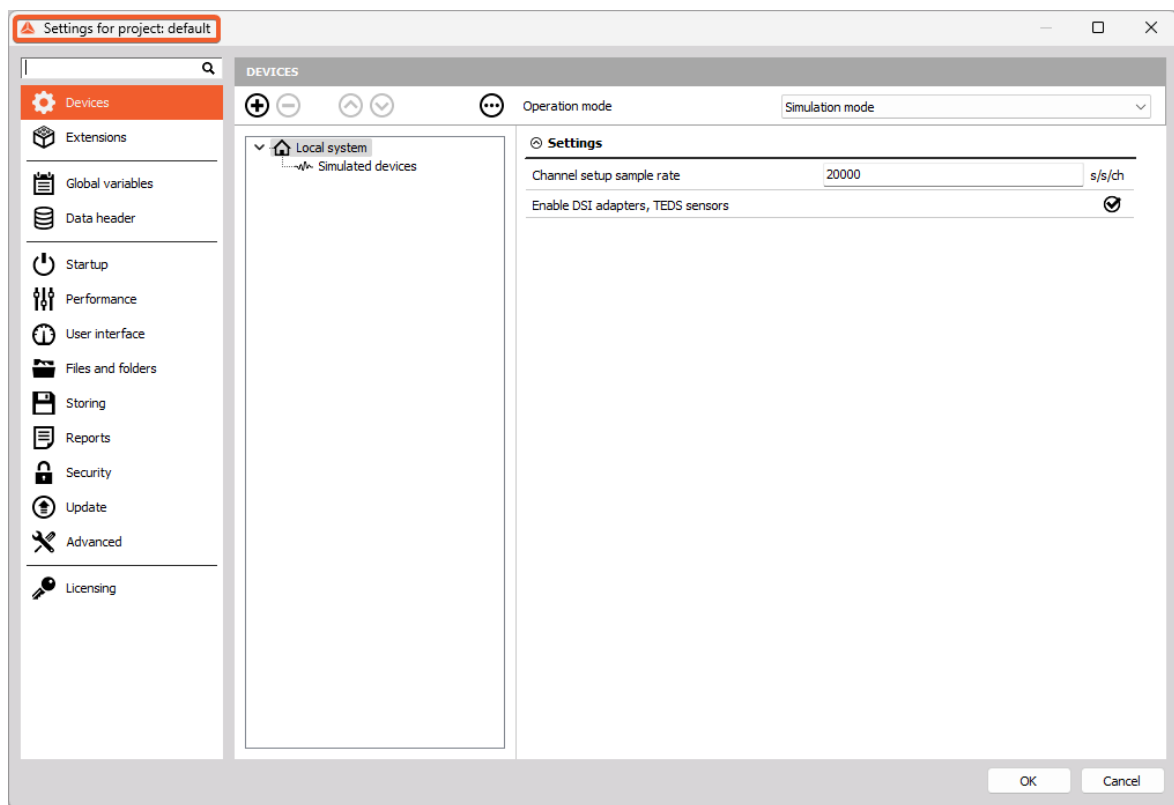 Settings for project: default
DEVICES
Devices
Extensions
Global variables
Data header
Startup
Performance
User interface
Files and folders
Storing
Reports
Security
Update
Advanced
Licensing
Operation mode
Simulation mode
Local system
Simulated devices
Settings
Channel setup sample rate
20000
s/s/ch
Enable DSI adapters, TEDS sensors
OK
Cancel